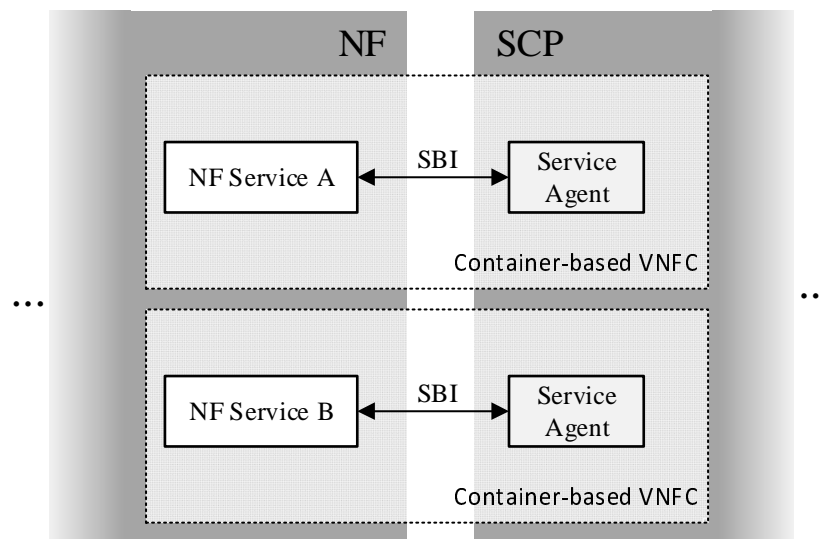 NF SCP
NF Service A
SBI
Service
Agent
Container-based VNFC
...
..
NF Service B
SBI
Service
Agent
Container-based VNFC